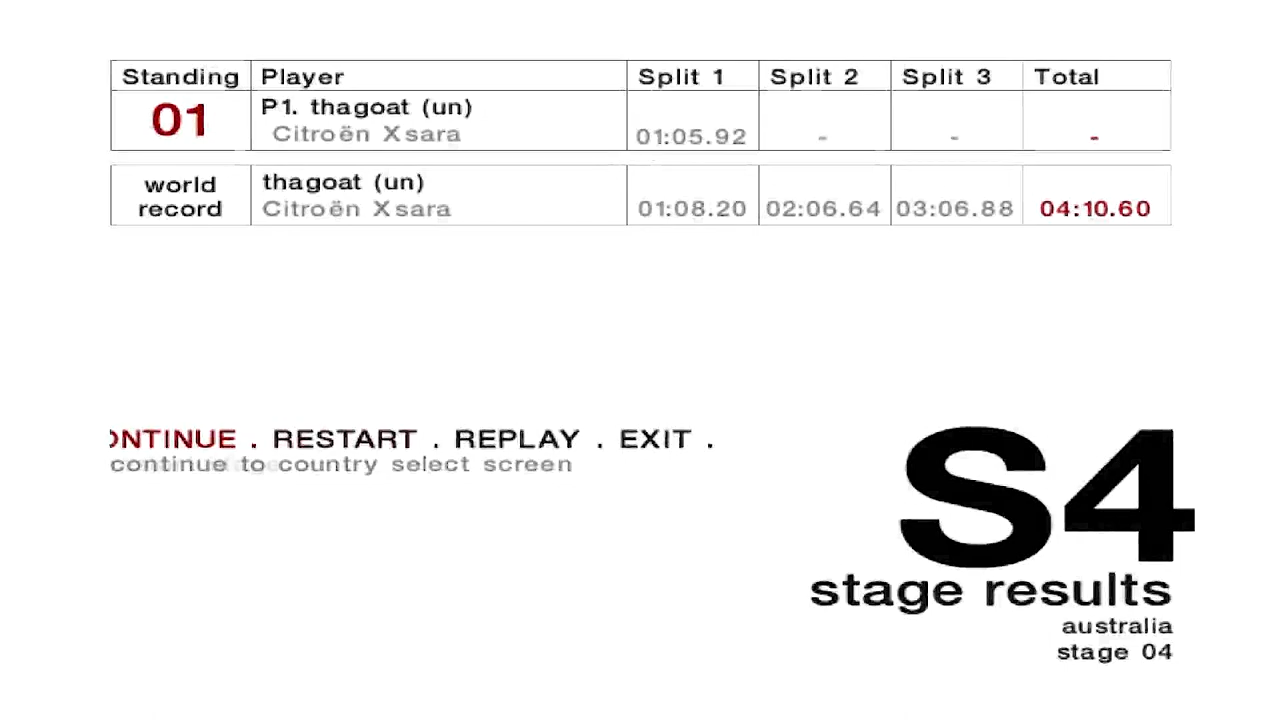 Standing Player Split 1 Split 2 Split 3 Total
01 P1. thagoat (un)
Citroën Xsara 01:05.92 - - -
world thagoat (un)
record Citroën Xsara 01:08.20 02:06.64 03:06.88 04:10.60
ONTINUE . RESTART . REPLAY . EXIT .
continue to country select screen
S4
stage results
australia
stage 04